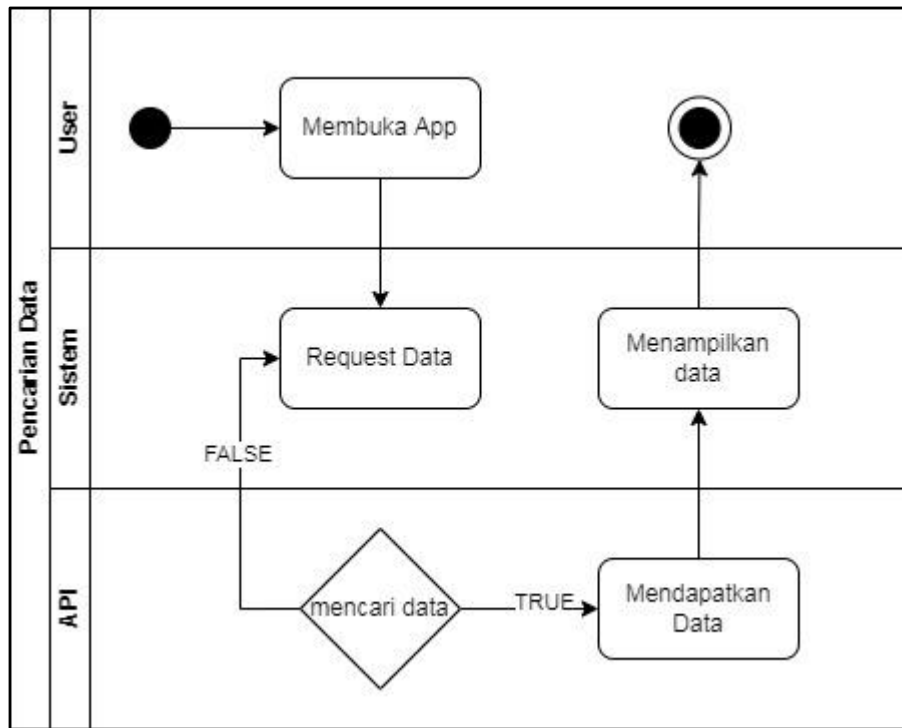 Pencarian Data
User
Membuka App
Sistem
Request Data
Menampilkan
data
FALSE
API
mencari data
TRUE
Mendapatkan
Data